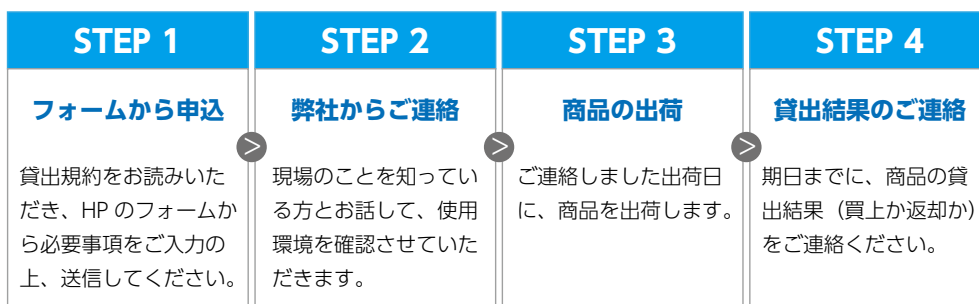 STEP 1
フォームから申込
貸出規約をお読みいた
だき、HP のフォームか
ら必要事項をご入力の
上、送信してください。
>
STEP 2
弊社からご連絡
現場のことを知ってい
る方とお話して、使用
環境を確認させていた
だきます。
>
STEP 3
商品の出荷
ご連絡しました出荷日
に、商品を出荷します。
>
STEP 4
貸出結果のご連絡
期日までに、商品の貸
出結果（買上か返却か）
をご連絡ください。